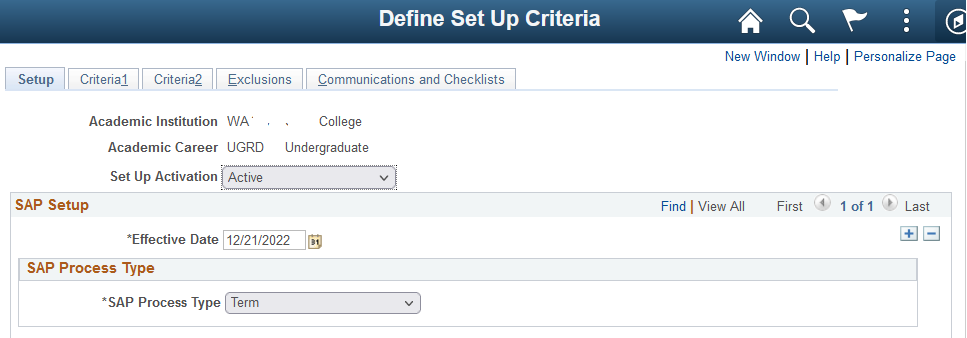 Define Set Up Criteria
New Window | Help | Personalize Page
Setup Criteria1 Criteria2 Exclusions Communications and Checklists
Academic Institution WA College
Academic Career UGRD Undergraduate
Set Up Activation Active
SAP Setup Find | View All First 1 of 1 Last
*Effective Date 12/21/2022 31
SAP Process Type
*SAP Process Type Term